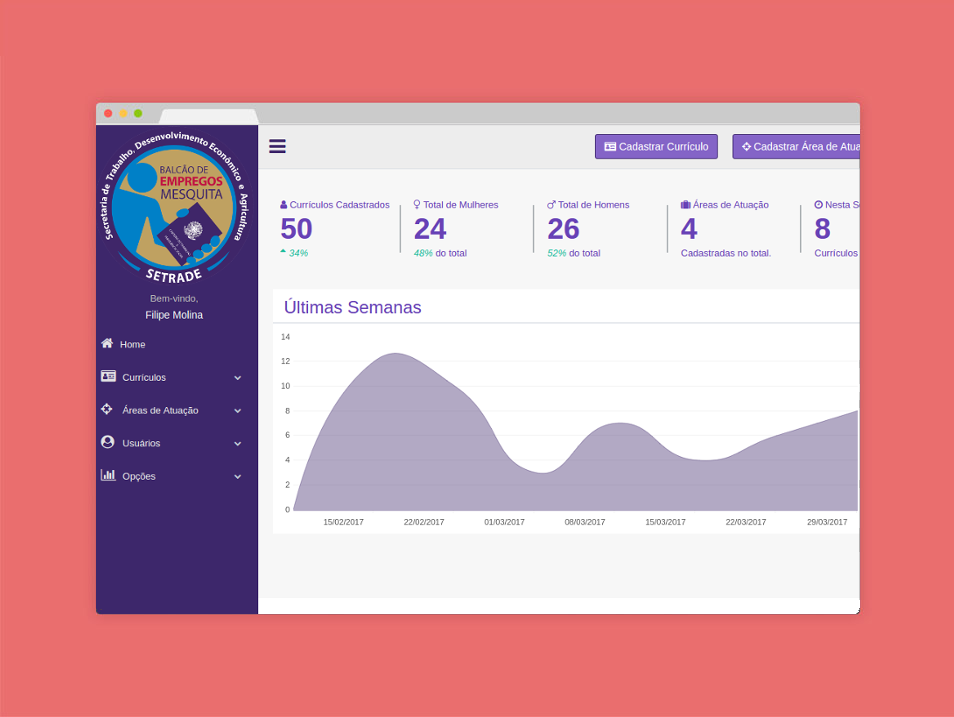 Secretaria de Trabalho, Desenvolvimento Econômico e Agricultura
BALCÃO DE
EMPREGOS
MESQUITA
SETRADE
Bem-vindo,
Filipe Molina
Home
Currículos
Áreas de Atuação
Usuários
Opções
Cadastrar Currículo
Cadastrar Área de Atua
Currículos Cadastrados
50
34%
Total de Mulheres
24
48% do total
Total de Homens
26
52% do total
Áreas de Atuação
4
Cadastradas no total.
Nesta S
8
Currículos
Últimas Semanas
14
12
10
8
6
4
2
0
15/02/2017 22/02/2017 01/03/2017 08/03/2017 15/03/2017 22/03/2017 29/03/2017